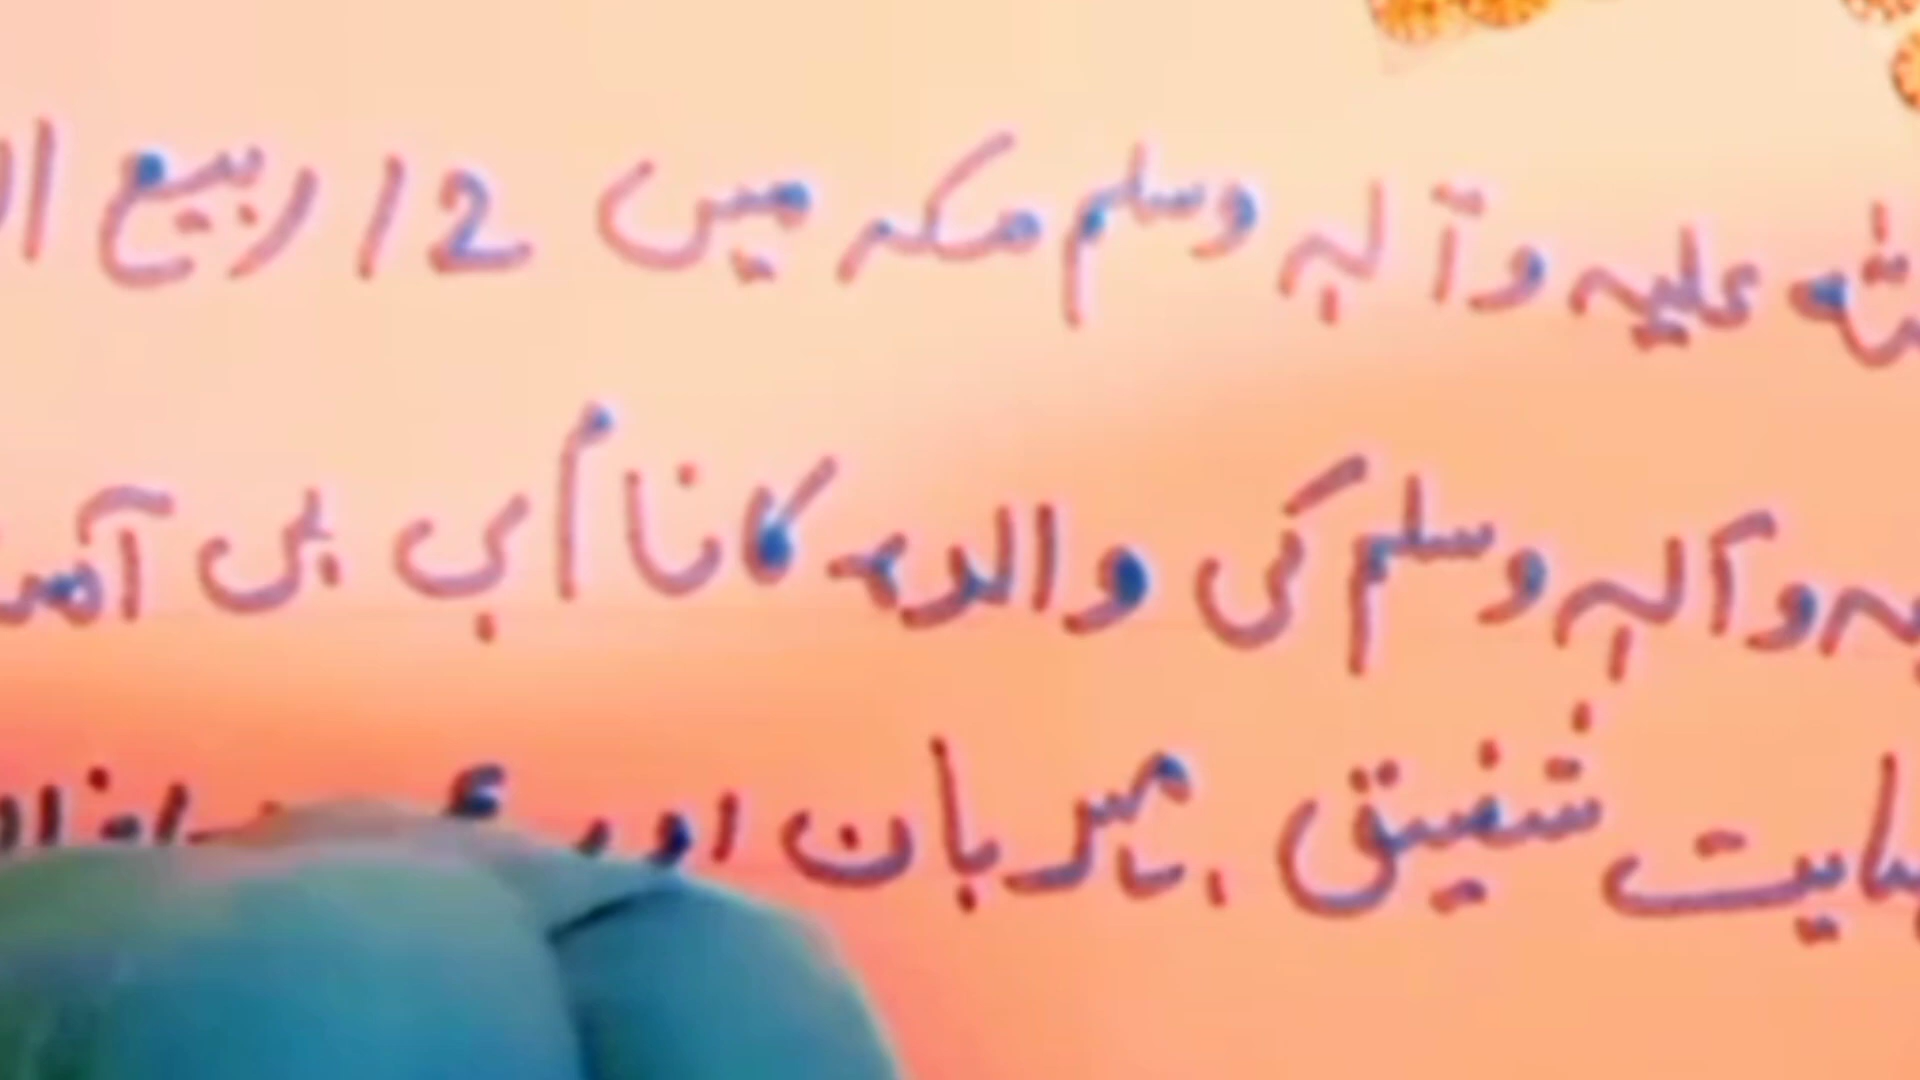 علیہ وآلہٖ وسلم مکہ میں 12 ربیع
وآلہٖ وسلم کی والدہ کا نام بی بی
شفیق، مہربان اور